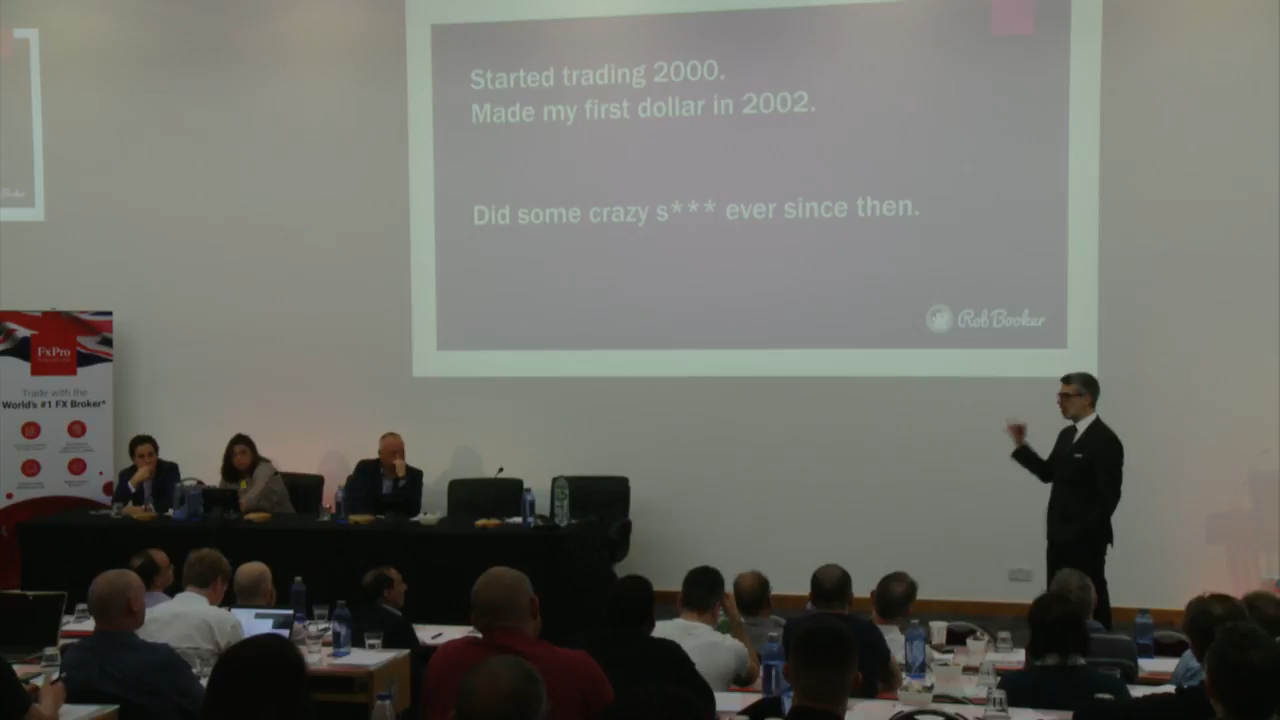 Started trading 2000.
Made my first dollar in 2002.
Did some crazy s*** ever since then.
Rob Booker
FxPro
Trade with the
World's #1 FX Broker*